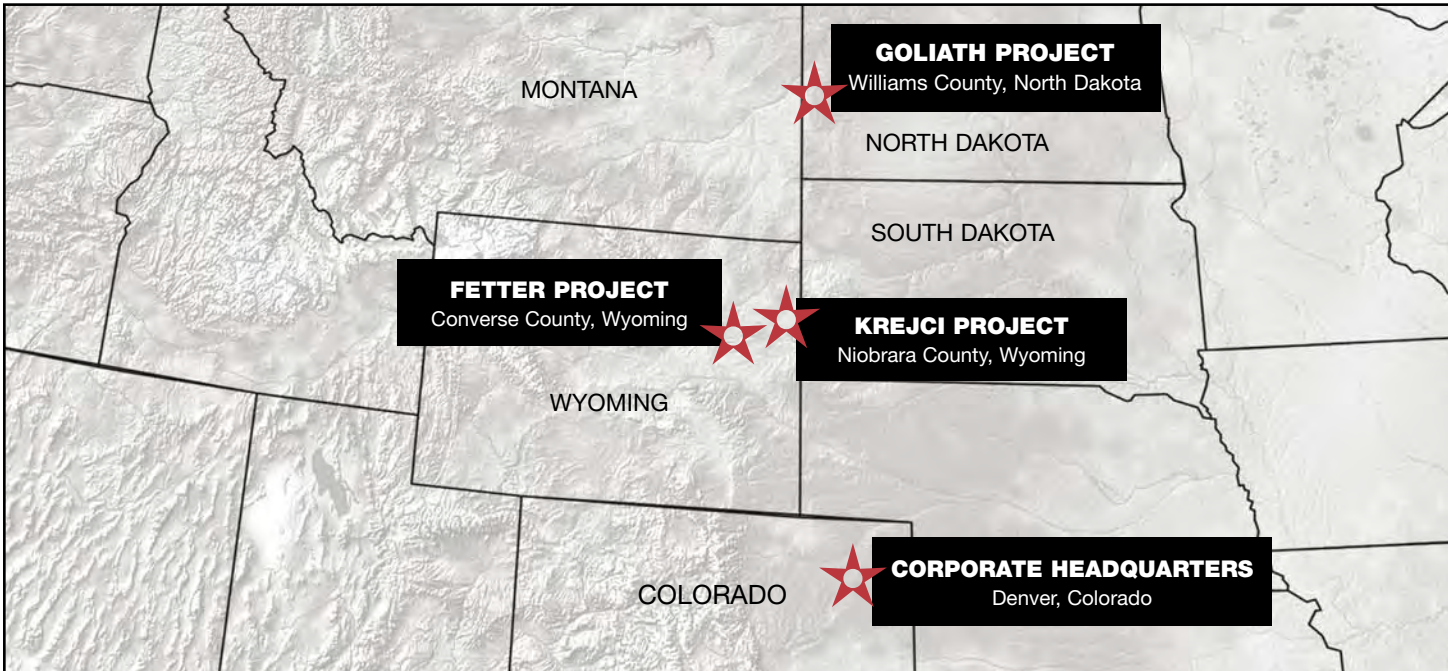 GOLIATH PROJECT
Williams County, North Dakota
MONTANA
NORTH DAKOTA
SOUTH DAKOTA
FETTER PROJECT
Converse County, Wyoming
KREJCI PROJECT
Niobrara County, Wyoming
WYOMING
CORPORATE HEADQUARTERS
Denver, Colorado
COLORADO